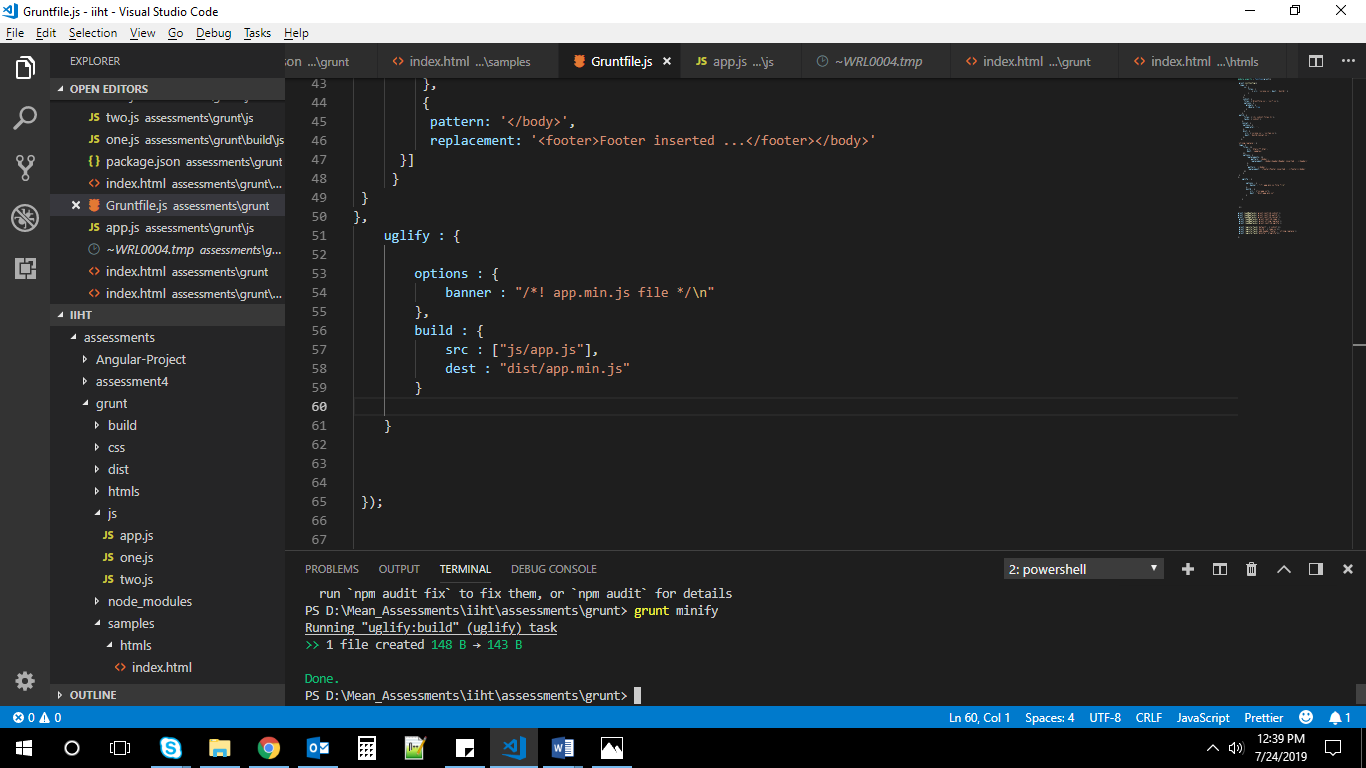 Gruntfile.js - iiht - Visual Studio Code
File Edit Selection View Go Debug Tasks Help
EXPLORER
OPEN EDITORS
two.js assessments\grunt\js
one.js assessments\grunt\build\js
package.json assessments\grunt
index.html assessments\grunt\...
Gruntfile.js assessments\grunt
app.js assessments\grunt\js
~WRL0004.tmp assessments\g...
index.html assessments\grunt
index.html assessments\grunt\...
IIHT
assessments
Angular-Project
assessment4
grunt
build
css
dist
htmls
js
JS app.js
JS one.js
JS two.js
node_modules
samples
htmls
index.html
OUTLINE
son ...\grunt
index.html ...\samples
Gruntfile.js
JS app.js ...\js
~WRL0004.tmp
index.html ...\grunt
index.html ...\htmls
43 },
44 {
45 pattern: '</body>',
46 replacement: '<footer>Footer inserted ...</footer></body>'
47 }]
48 }
49 }
50 },
51 uglify : {
52
53 options : {
54 banner : "/*! app.min.js file */\n"
55 },
56 build : {
57 src : ["js/app.js"],
58 dest : "dist/app.min.js"
59 }
60
61 }
62
63
64
65 });
66
67
PROBLEMS OUTPUT TERMINAL DEBUG CONSOLE
2: powershell
run `npm audit fix` to fix them, or `npm audit` for details
PS D:\Mean_Assessments\iiht\assessments\grunt> grunt minify
Running "uglify:build" (uglify) task
>> 1 file created 148 B → 143 B
Done.
PS D:\Mean_Assessments\iiht\assessments\grunt>
0 0
Ln 60, Col 1 Spaces: 4 UTF-8 CRLF JavaScript Prettier 1
12:39 PM
7/24/2019